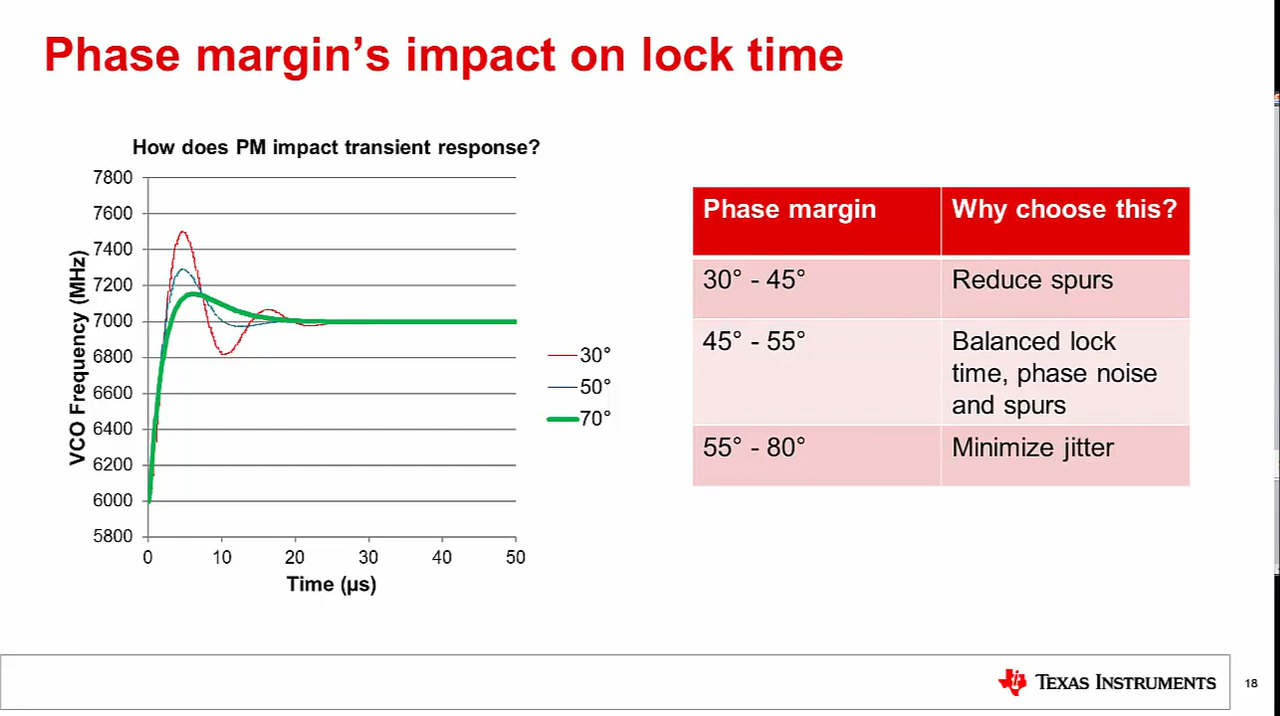 Phase margin's impact on lock time
How does PM impact transient response?
7800
7600
7400
7200
7000
6800
6600
6400
6200
6000
5800
VCO Frequency (MHz)
0 10 20 30 40 50
Time (µs)
30°
50°
70°
Phase margin Why choose this?
30° - 45° Reduce spurs
45° - 55° Balanced lock
time, phase noise
and spurs
55° - 80° Minimize jitter
TEXAS INSTRUMENTS
18